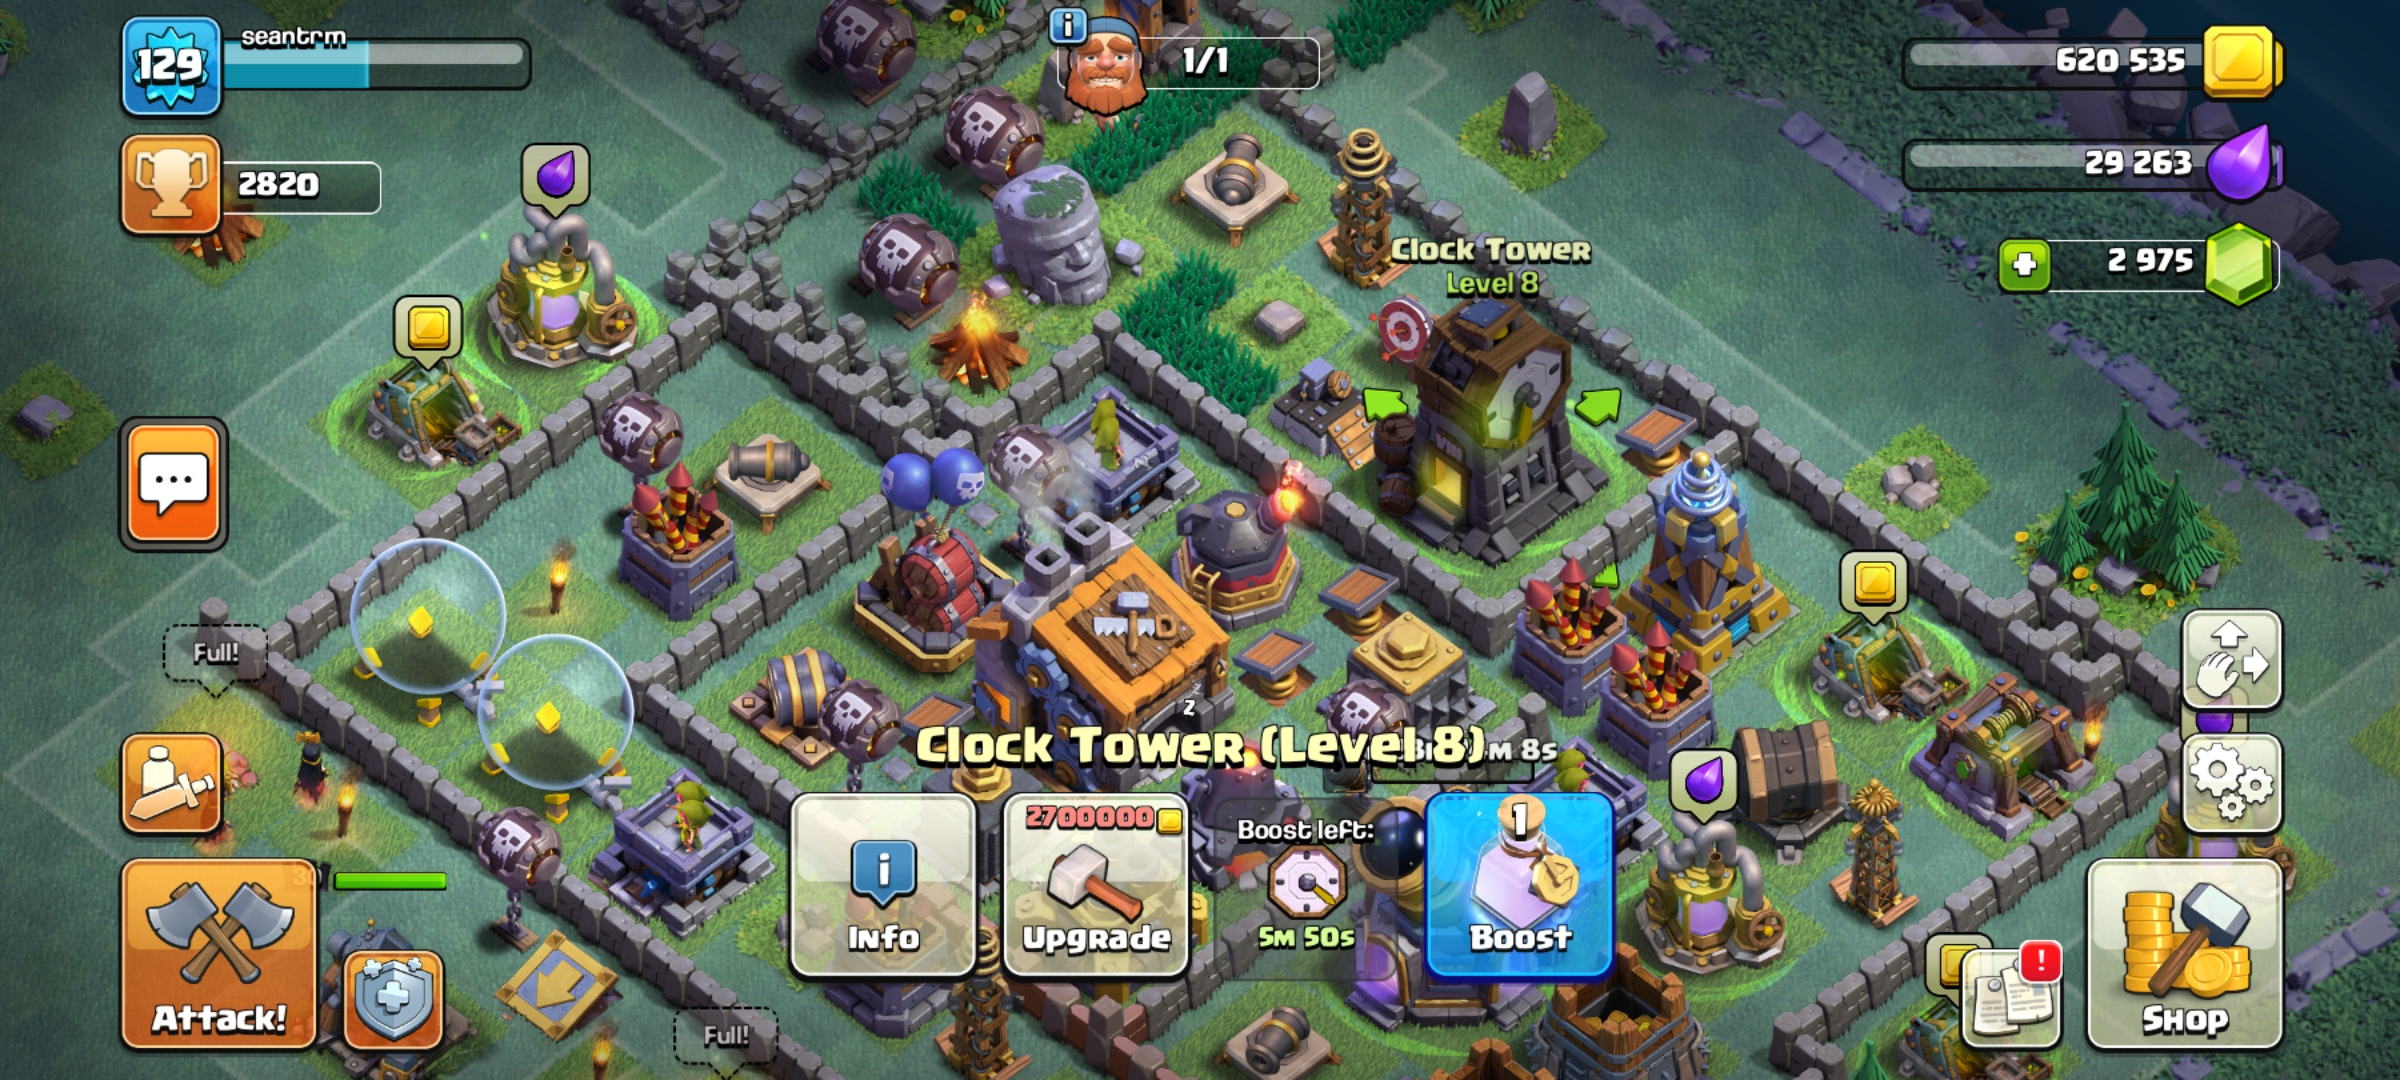 129
seantrm
1/1
620 535
2820
29 263
2 975
Clock Tower
Level 8
Full!
Clock Tower (Level 8)
M 8s
2700000
1
Boost left:
Info
Upgrade
5M 50s
Boost
Attack!
Full!
Shop